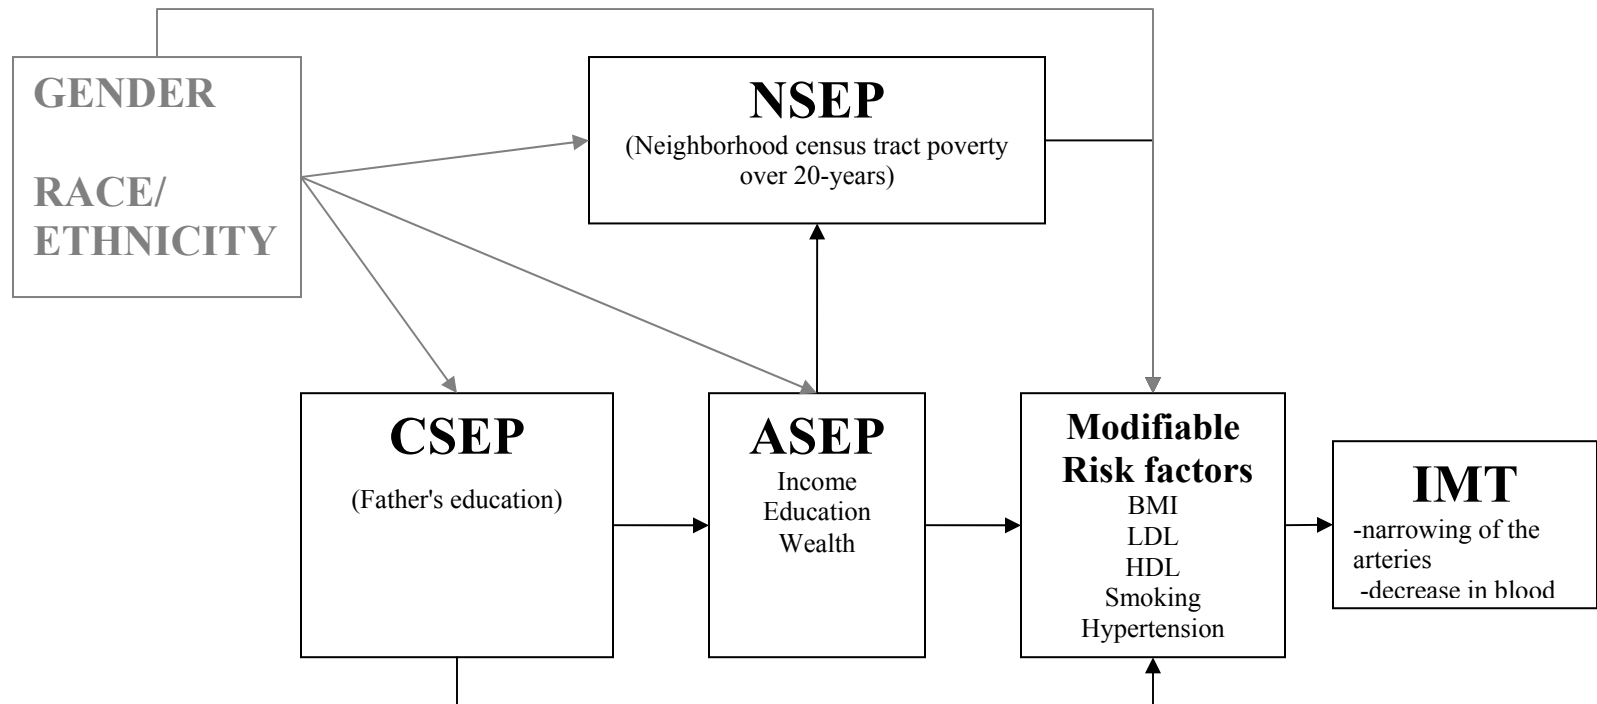 GENDER
RACE/
ETHNICITY
NSEP
(Neighborhood census tract poverty
over 20-years)
CSEP
(Father's education)
ASEP
Income
Education
Wealth
Modifiable
Risk factors
BMI
LDL
HDL
Smoking
Hypertension
IMT
-narrowing of the
arteries
-decrease in blood